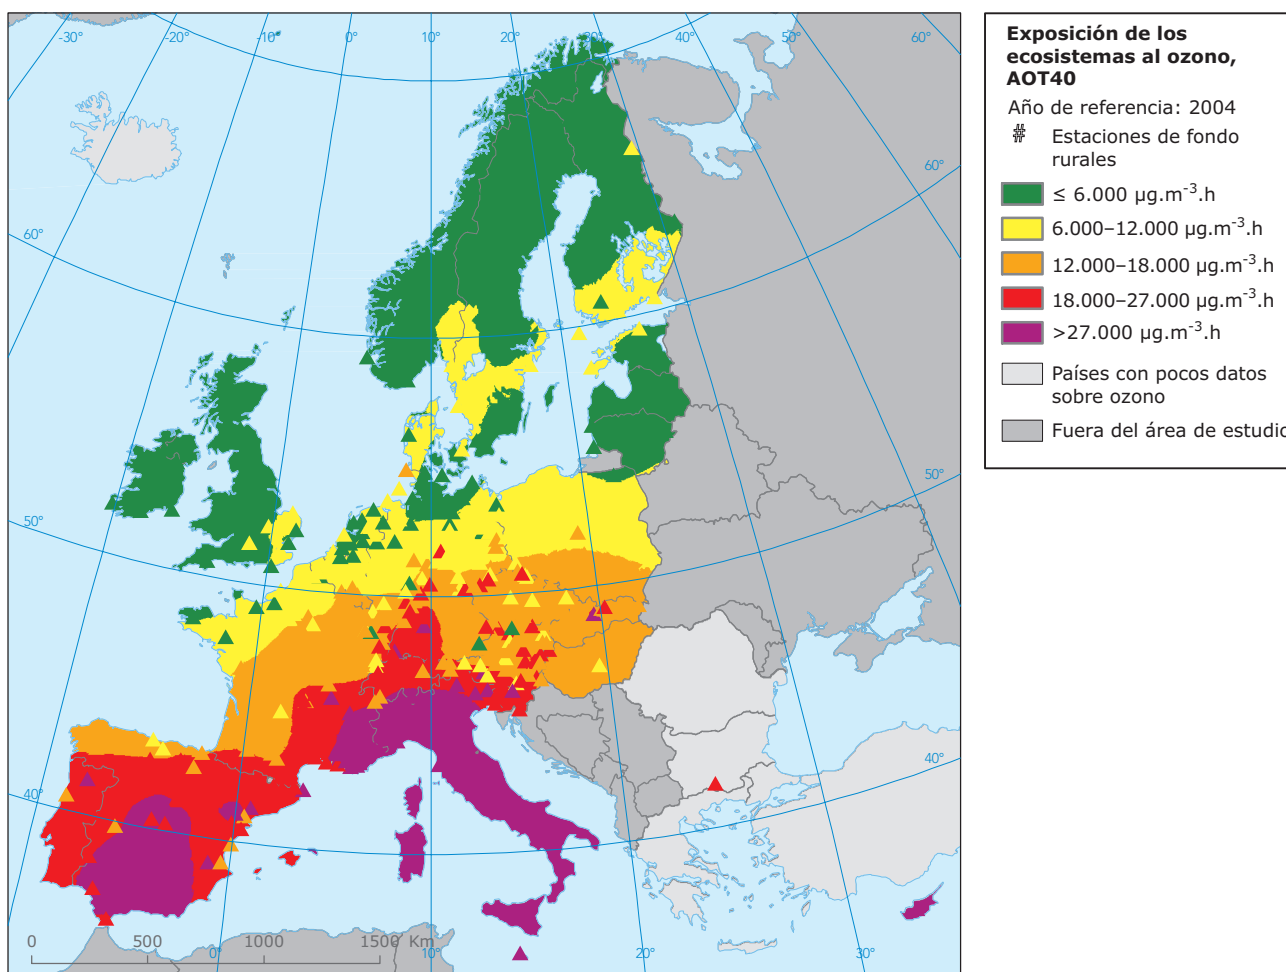 -30°
-20°
-10°
0°
10°
20°
30°
40°
50°
60°
60°
60°
50°
50°
40°
40°
0
500
1000
1500 Km
0°
10°
20°
30°
Exposición de los
ecosistemas al ozono,
AOT40
Año de referencia: 2004
# Estaciones de fondo
rurales
≤ 6.000 µg.m-3.h
6.000–12.000 µg.m-3.h
12.000–18.000 µg.m-3.h
18.000–27.000 µg.m-3.h
>27.000 µg.m-3.h
Países con pocos datos
sobre ozono
Fuera del área de estudio